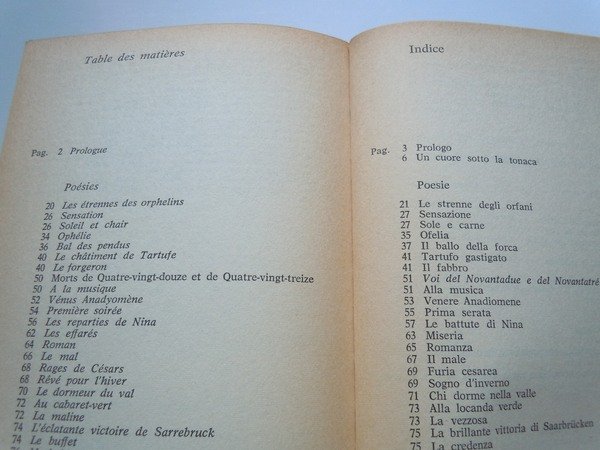 Table des matières
Pag. 2 Prologue
Poésies
20 Les étrennes des orphelins
26 Sensation
26 Soleil et chair
34 Ophélie
36 Bal des pendus
40 Le châtiment de Tartufe
40 Le forgeron
50 Morts de Quatre-vingt-douze et de Quatre-vingt-treize
50 A la musique
52 Vénus Anadyomène
54 Première soirée
56 Les reparties de Nina
62 Les effarés
64 Roman
66 Le mal
68 Rages de Césars
68 Rêvé pour l'hiver
70 Le dormeur du val
72 Au cabaret-vert
72 La maline
74 L'éclatante victoire de Sarrebruck
74 Le buffet
Indice
Pag. 3 Prologo
6 Un cuore sotto la tonaca
Poesie
21 Le strenne degli orfani
27 Sensazione
27 Sole e carne
35 Ofelia
37 Il ballo della forca
41 Tartufo gastigato
41 Il fabbro
51 Voi del Novantadue e del Novantatré
51 Alla musica
53 Venere Anadiomene
55 Prima serata
57 Le battute di Nina
63 Miseria
65 Romanza
67 Il male
69 Furia cesarea
69 Sogno d'inverno
71 Chi dorme nella valle
73 Alla locanda verde
73 La vezzosa
75 La brillante vittoria di Saarbrücken
75 La credenza